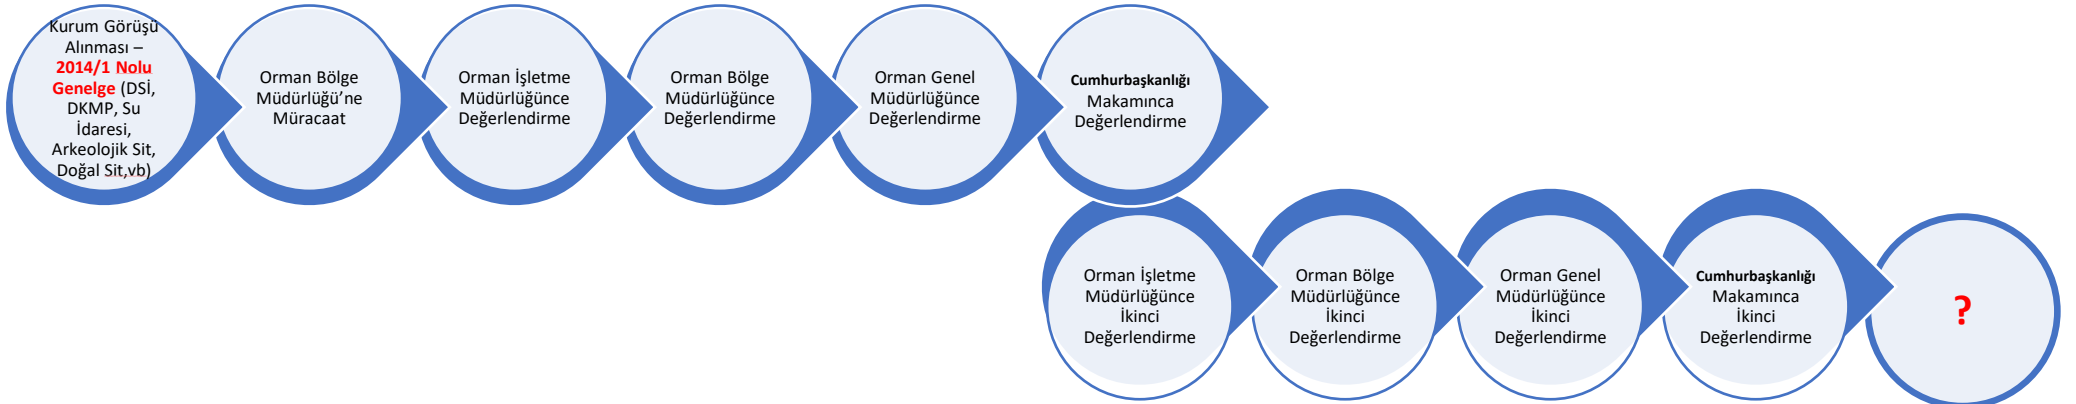 Kurum Görüşü
Alınması –
2014/1 Nolu
Genelge (DSİ,
DKMP, Su
İdaresi,
Arkeolojik Sit,
Doğal Sit,vb)
Orman Bölge
Müdürlüğü’ne
Müracaat
Orman İşletme
Müdürlüğünce
Değerlendirme
Orman Bölge
Müdürlüğünce
Değerlendirme
Orman Genel
Müdürlüğünce
Değerlendirme
Cumhurbaşkanlığı
Makamınca
Değerlendirme
Orman İşletme
Müdürlüğünce
İkinci
Değerlendirme
Orman Bölge
Müdürlüğünce
İkinci
Değerlendirme
Orman Genel
Müdürlüğünce
İkinci
Değerlendirme
Cumhurbaşkanlığı
Makamınca
İkinci
Değerlendirme
?